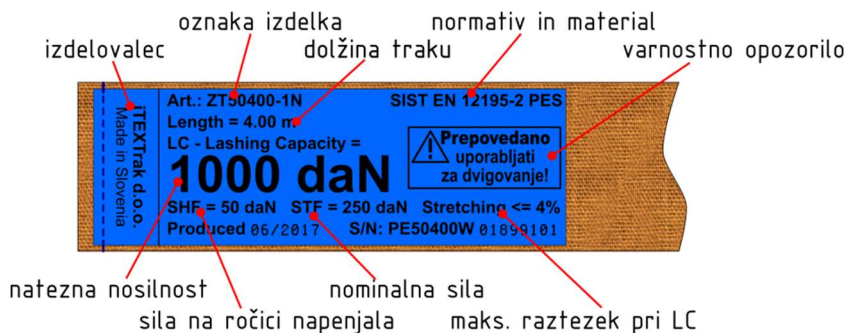 oznaka izdelka
normativ in material
izdelovalec
dolžina traku
varnostno opozorilo
iTEXTrak d.o.o.
Made in Slovenia
Art.: ZT50400-1N
SIST EN 12195-2 PES
Length = 4.00 m
LC - Lashing Capacity =
1000 daN
Prepovedano
uporabljati
za dvigovanje!
SHF = 50 daN STF = 250 daN Stretching <= 4%
Produced 06/2017 S/N: PE50400W 01899101
natezna nosilnost
nominalna sila
sila na ročici napenjala
maks. raztezek pri LC